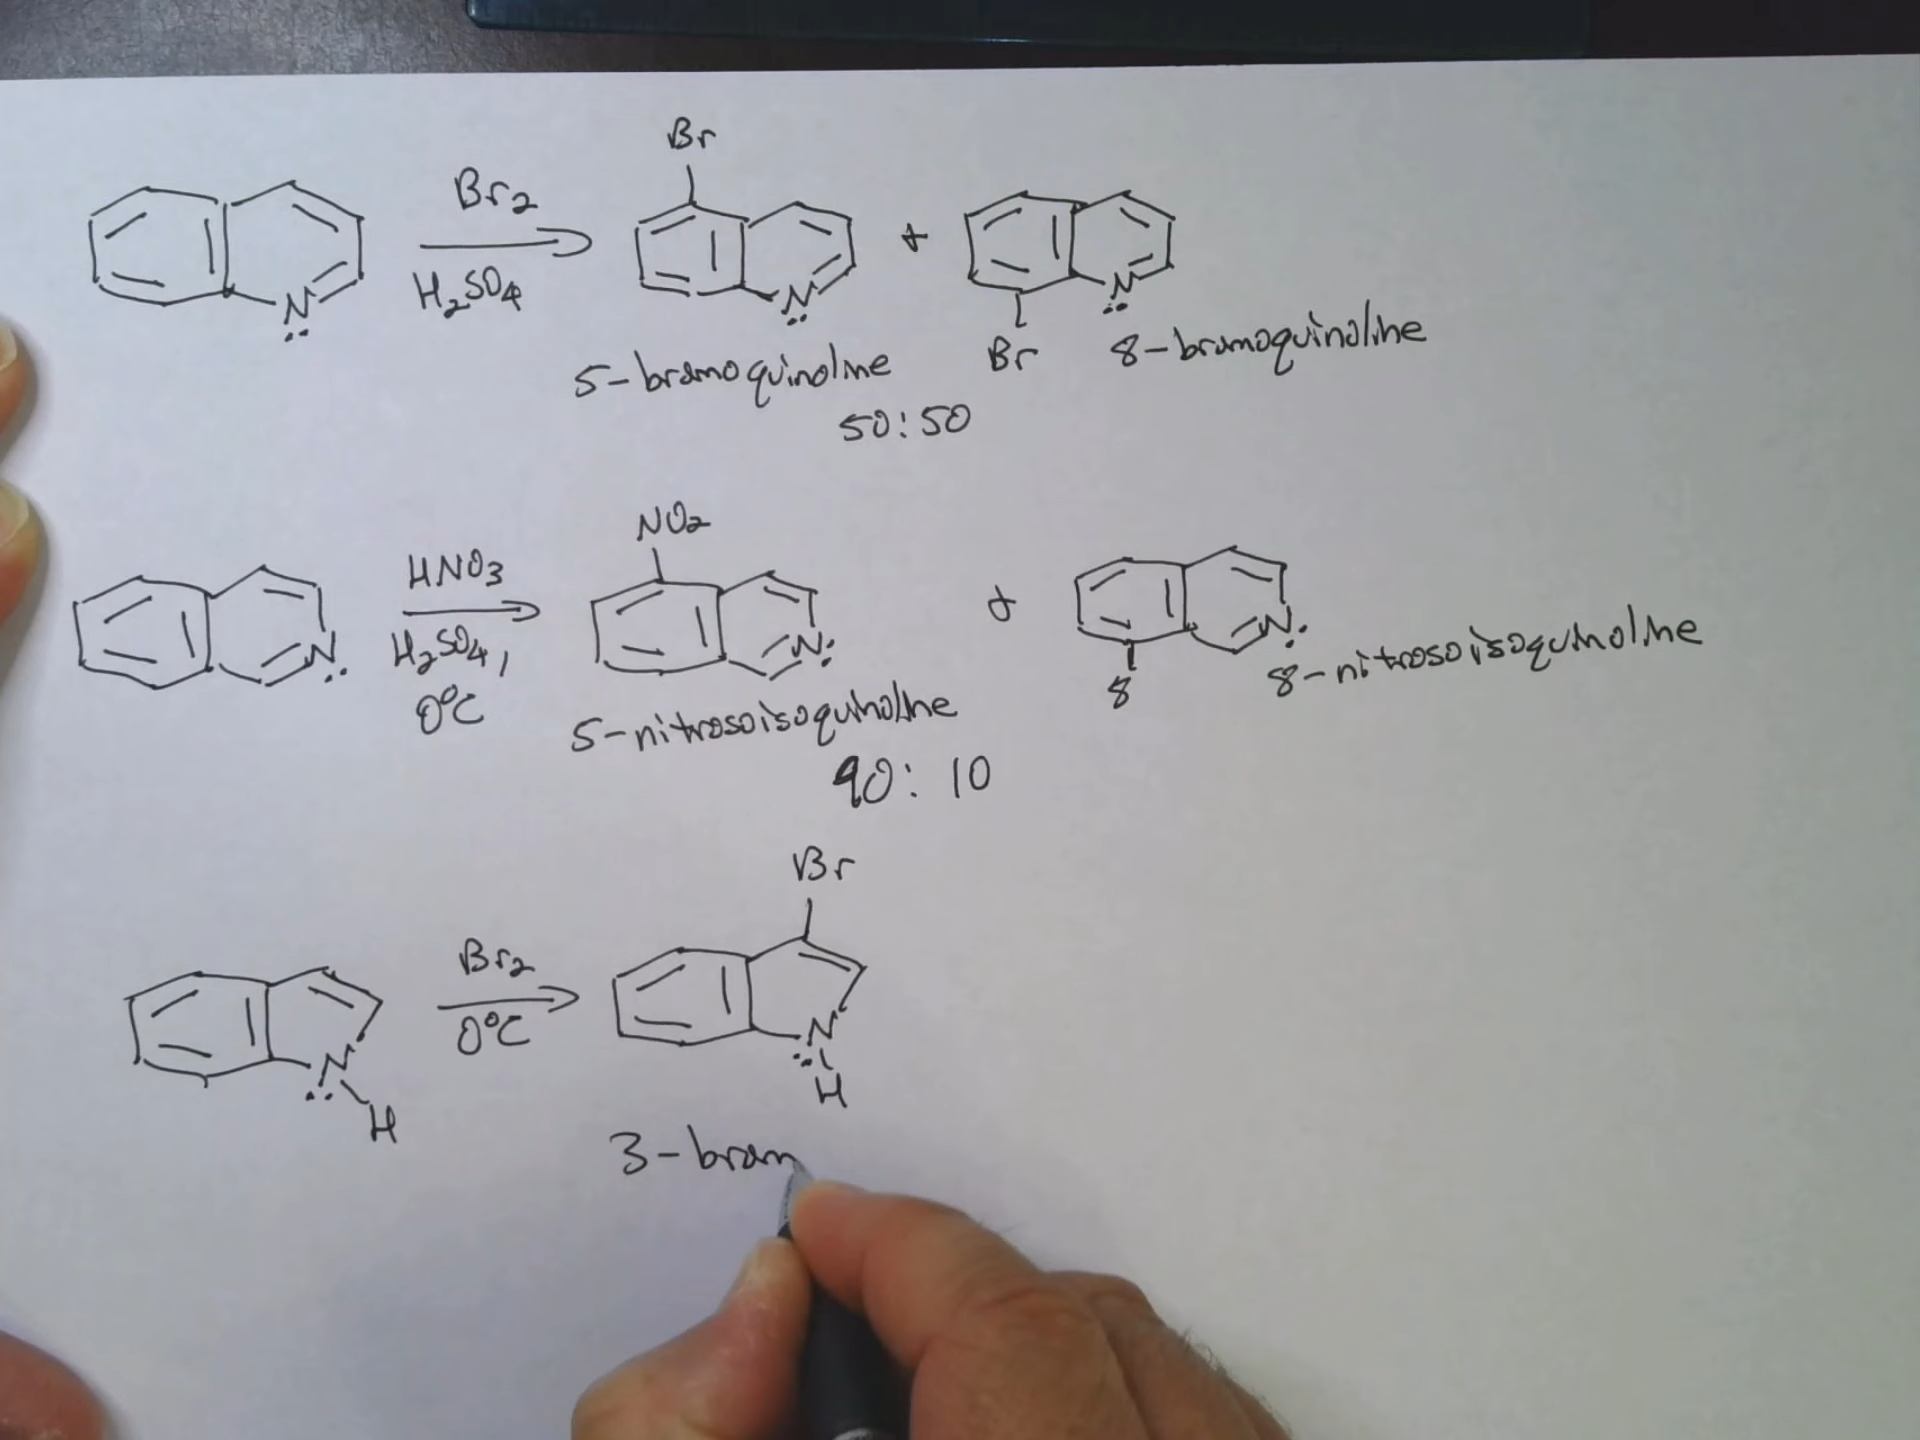 Br
Br2
H2SO4
N
N
+
N
Br
5-bromoquinoline
8-bromoquinoline
50:50
NO2
HNO3
H2SO4,
0°C
N
N
+
N
8
5-nitrosoisoquinoline
8-nitrosoisoquinoline
90:10
Br
Br2
0°C
N
H
N
H
3-brom